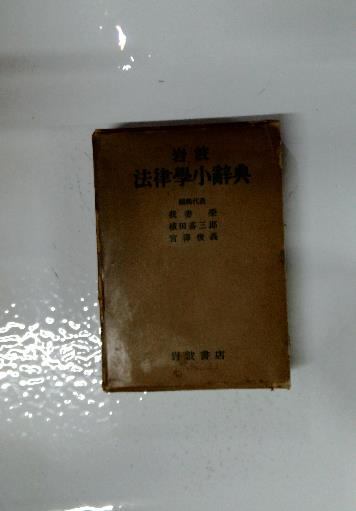 岩波
法律學小辭典
編輯代表
我妻榮
横田喜三郎
宮澤俊義
岩波書店